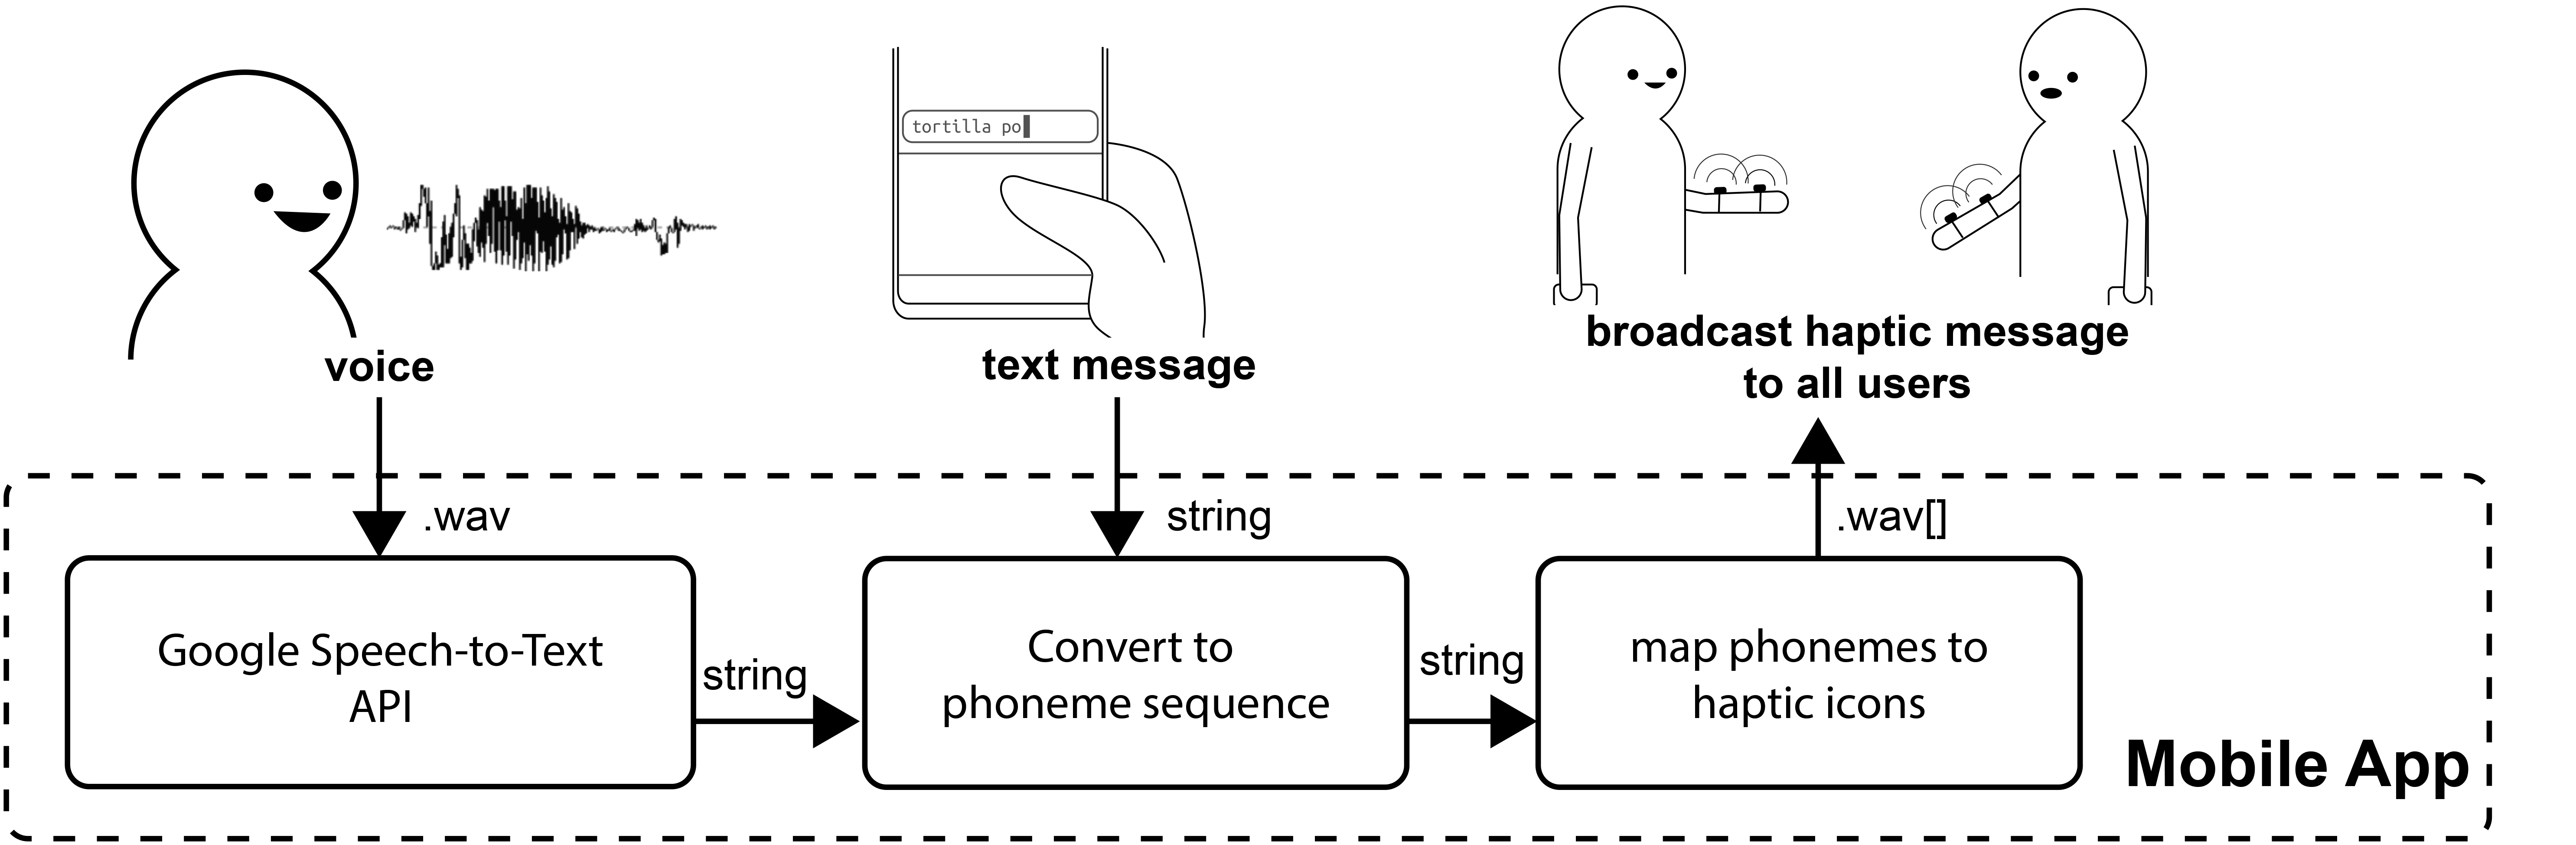 tortilla po
voice
text message
broadcast haptic message
to all users
.wav
string
.wav[]
Google Speech-to-Text
API
string
Convert to
phoneme sequence
string
map phonemes to
haptic icons
Mobile App